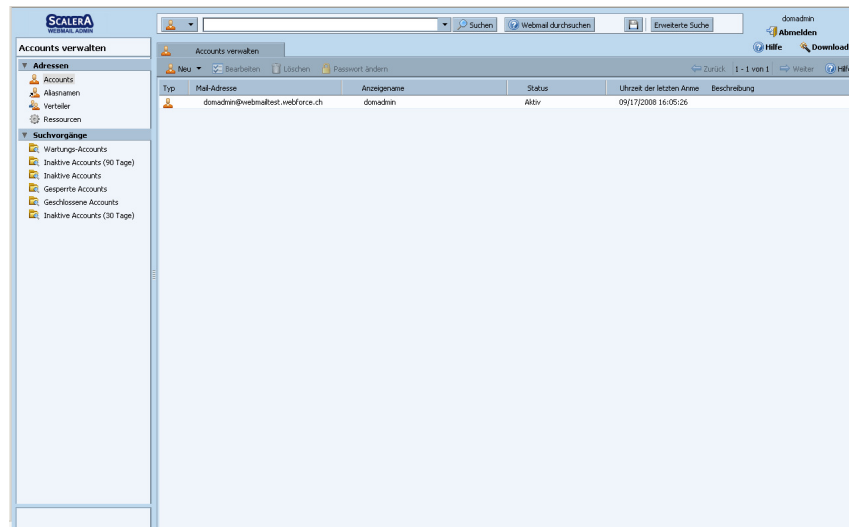 SCALERA
WEBMAIL ADMIN
Suchen
Webmail durchsuchen
Erweiterte Suche
domadmin
Abmelden
Hilfe
Download
Accounts verwalten
Adressen
Accounts
Aliasnamen
Verteiler
Ressourcen
Suchvorgänge
Wartungs-Accounts
Inaktive Accounts (90 Tage)
Inaktive Accounts
Gesperrte Accounts
Geschlossene Accounts
Inaktive Accounts (30 Tage)
Accounts verwalten
Neu Bearbeiten Löschen Passwort ändern Zurück 1 - 1 von 1 Weiter Hilf
Typ Mail-Adresse Anzeigename Status Uhrzeit der letzten Anme Beschreibung
domadmin@webmailtest.webforce.ch domadmin Aktiv 09/17/2008 16:05:26